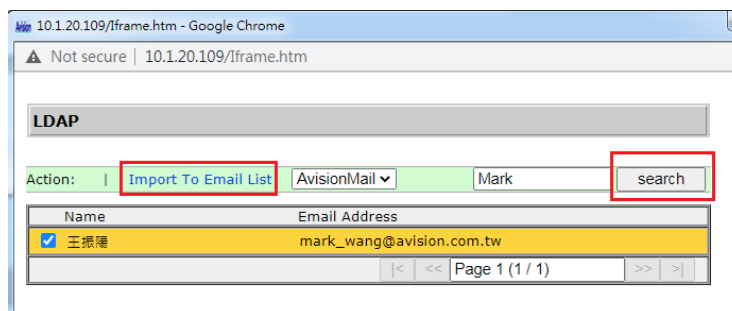 Avision 10.1.20.109/Iframe.htm - Google Chrome
Not secure | 10.1.20.109/Iframe.htm
LDAP
Action: | Import To Email List AvisionMail Mark search
Name Email Address
王振陽 mark_wang@avision.com.tw
|< << Page 1 (1 / 1) >> >|